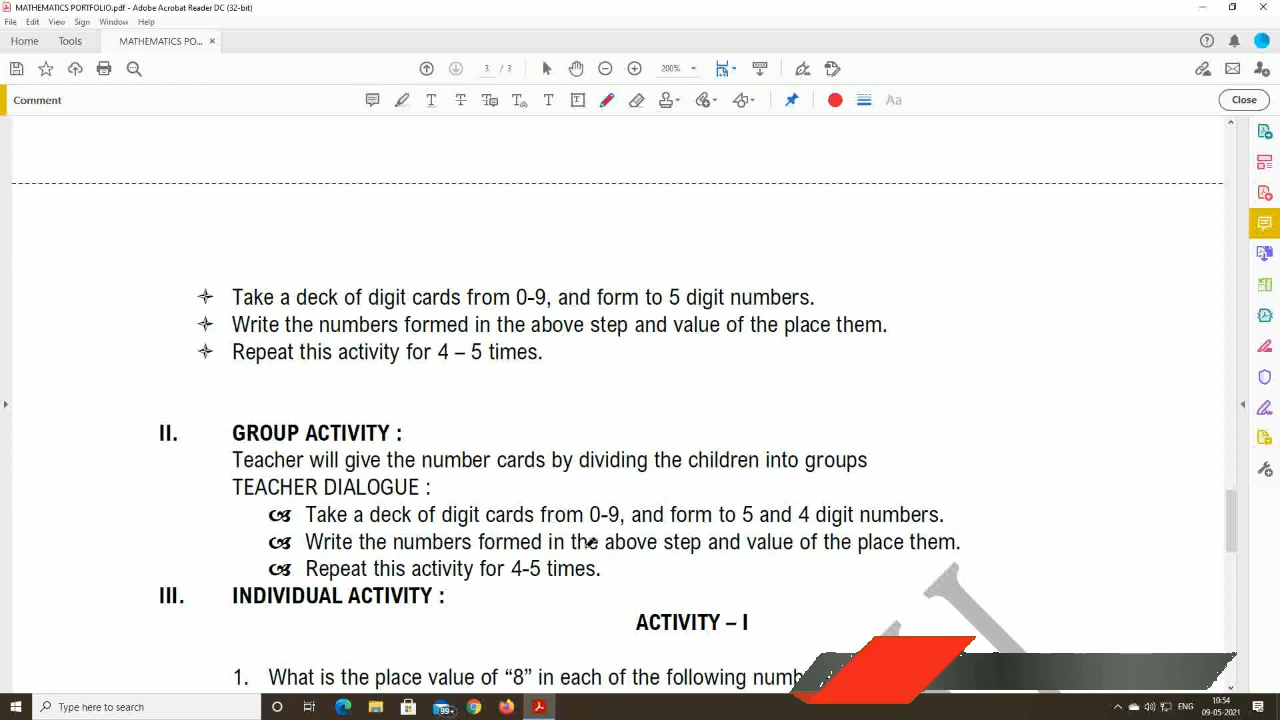 MATHEMATICS PORTFOLIO.pdf - Adobe Acrobat Reader DC (32-bit)
File Edit View Sign Window Help
Home Tools MATHEMATICS PO... ×
3 / 3 200%
Comment Aa Close
Take a deck of digit cards from 0-9, and form to 5 digit numbers.
Write the numbers formed in the above step and value of the place them.
Repeat this activity for 4 – 5 times.
II. GROUP ACTIVITY :
Teacher will give the number cards by dividing the children into groups
TEACHER DIALOGUE :
Take a deck of digit cards from 0-9, and form to 5 and 4 digit numbers.
Write the numbers formed in the above step and value of the place them.
Repeat this activity for 4-5 times.
III. INDIVIDUAL ACTIVITY :
ACTIVITY – I
1. What is the place value of “8” in each of the following
Type here to search 99+ ENG 10:54
09-05-2021